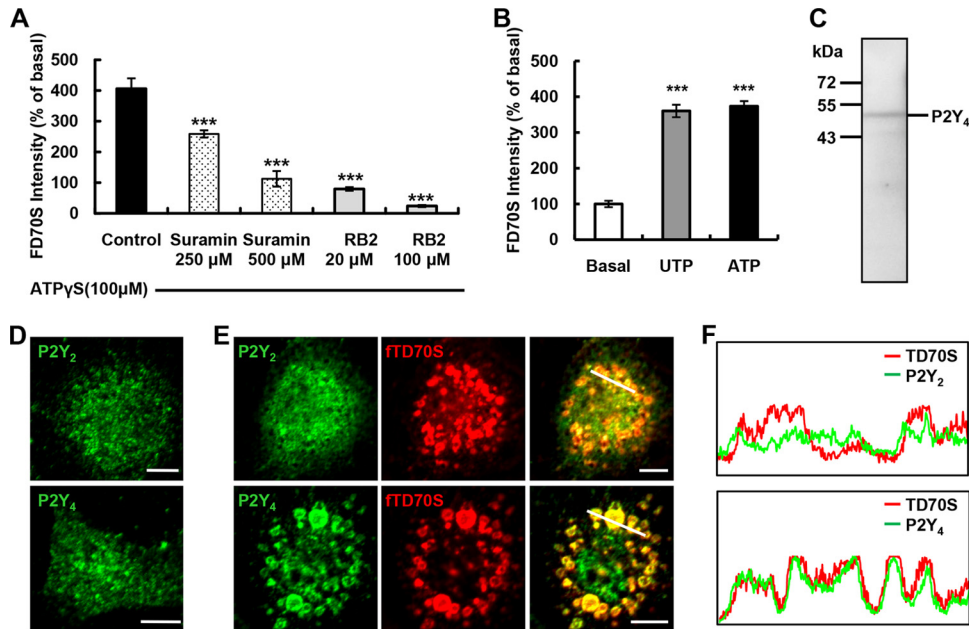 A
FD70S Intensity (% of basal)
500
400
300
200
100
0
***
***
***
***
Control
Suramin
250 µM
Suramin
500 µM
RB2
20 µM
RB2
100 µM
ATPγS(100µM)
B
FD70S Intensity (% of basal)
500
400
300
200
100
0
***
***
Basal
UTP
ATP
C
kDa
72
55
43
P2Y₄
D
P2Y₂
P2Y₄
E
P2Y₂
fTD70S
P2Y₄
fTD70S
F
TD70S
P2Y₂
TD70S
P2Y₄